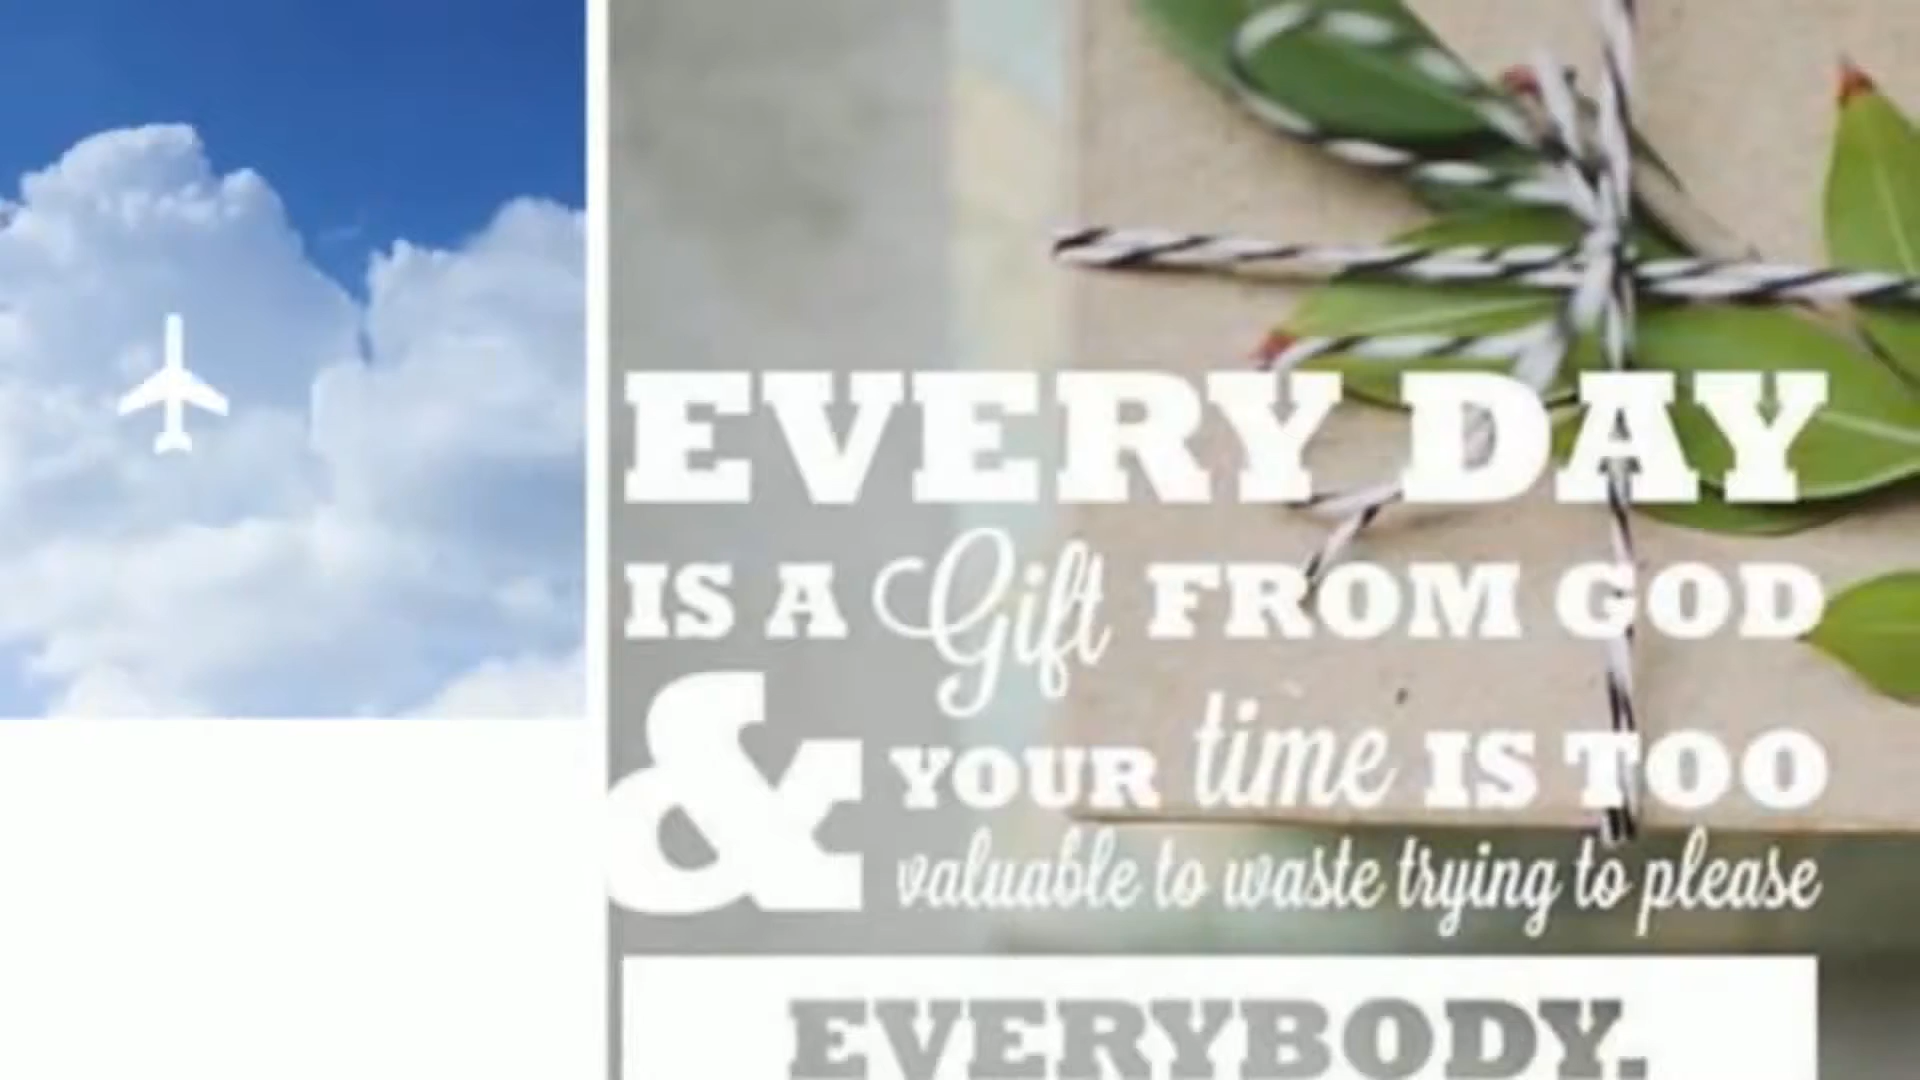 EVERY DAY
IS A Gift FROM GOD
& YOUR time IS TOO
valuable to waste trying to please
EVERYBODY.